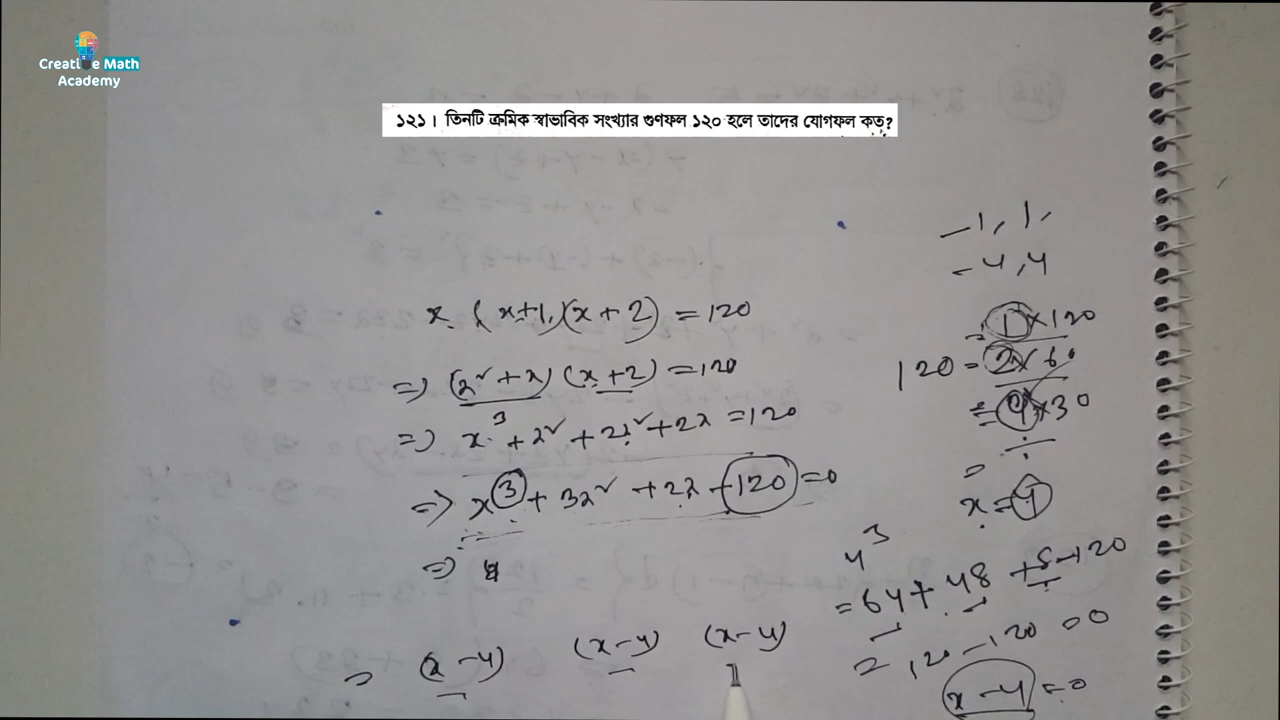 Creative Math
Academy
১২১। তিনটি ক্রমিক স্বাভাবিক সংখ্যার গুণফল ১২০ হলে তাদের যোগফল কত?
-1, 1,
-4, 4
x (x+1)(x+2) = 120
=) (x²+x)(x+2) = 120
=) x³ + x² + 2x² + 2x = 120
=) x³ + 3x² + 2x - 120 = 0
=)
= (x-4) (x-4) (x-4)
= 1×120
120 = 2×60
= 4×30
=
x = 4
4³
= 64 + 48 + 8 - 120
= 120 - 120 = 0
x - 4 = 0